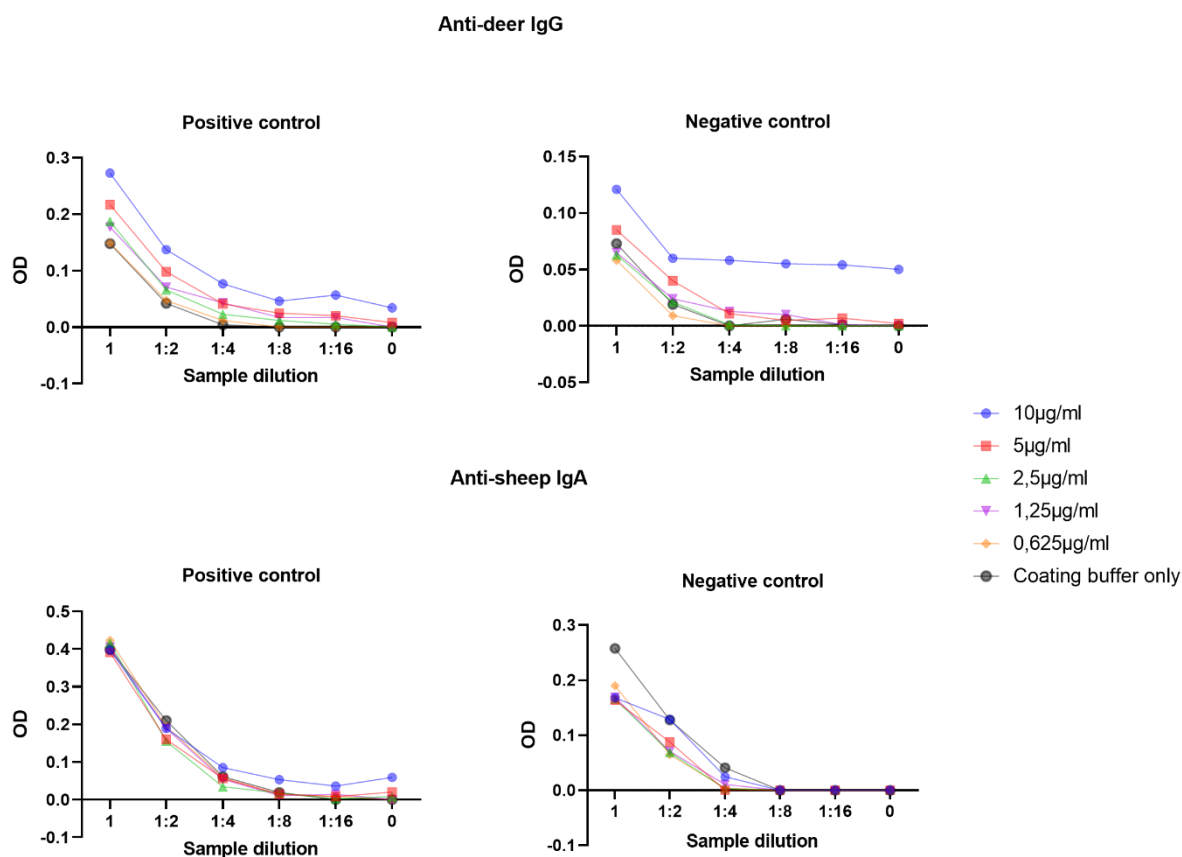 Anti-deer IgG
Positive control
OD
0.3
0.2
0.1
0.0
-0.1
1 1:2 1:4 1:8 1:16 0
Sample dilution
Negative control
OD
0.15
0.10
0.05
0.00
-0.05
1 1:2 1:4 1:8 1:16 0
Sample dilution
10µg/ml
5µg/ml
2,5µg/ml
1,25µg/ml
0,625µg/ml
Coating buffer only
Anti-sheep IgA
Positive control
OD
0.5
0.4
0.3
0.2
0.1
0.0
-0.1
1 1:2 1:4 1:8 1:16 0
Sample dilution
Negative control
OD
0.3
0.2
0.1
0.0
-0.1
1 1:2 1:4 1:8 1:16 0
Sample dilution